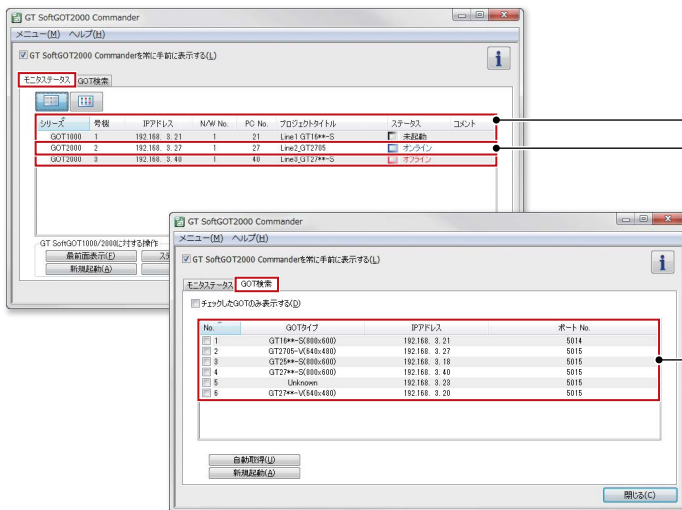 GT SoftGOT2000 Commander
メニュー(M) ヘルプ(H)
GT SoftGOT2000 Commanderを常に手前に表示する(L)
モニタステータス GOT検索
シリーズ 号機 IPアドレス N/W No. PC No. プロジェクトタイトル ステータス コメント
GOT1000 1 192.168. 3. 21 1 21 Line1 GT16**-S 未起動
GOT2000 2 192.168. 3. 27 1 27 Line2_GT2705 オンライン
GOT2000 3 192.168. 3. 40 1 40 Line3_GT27**-S オフライン
GT SoftGOT1000/2000に対する操作
最前面表示(F)
新規起動(A)
GT SoftGOT2000 Commander
メニュー(M) ヘルプ(H)
GT SoftGOT2000 Commanderを常に手前に表示する(L)
モニタステータス GOT検索
チェックしたGOTのみ表示する(D)
No. GOTタイプ IPアドレス ポート No.
1 GT16**-S(800x600) 192.168. 3. 21 5014
2 GT2705-V(640x480) 192.168. 3. 27 5015
3 GT25**-S(800x600) 192.168. 3. 18 5015
4 GT27**-S(800x600) 192.168. 3. 40 5015
5 Unknown 192.168. 3. 23 5015
6 GT27**-V(640x480) 192.168. 3. 20 5015
自動取得(U)
新規起動(A)
閉じる(C)